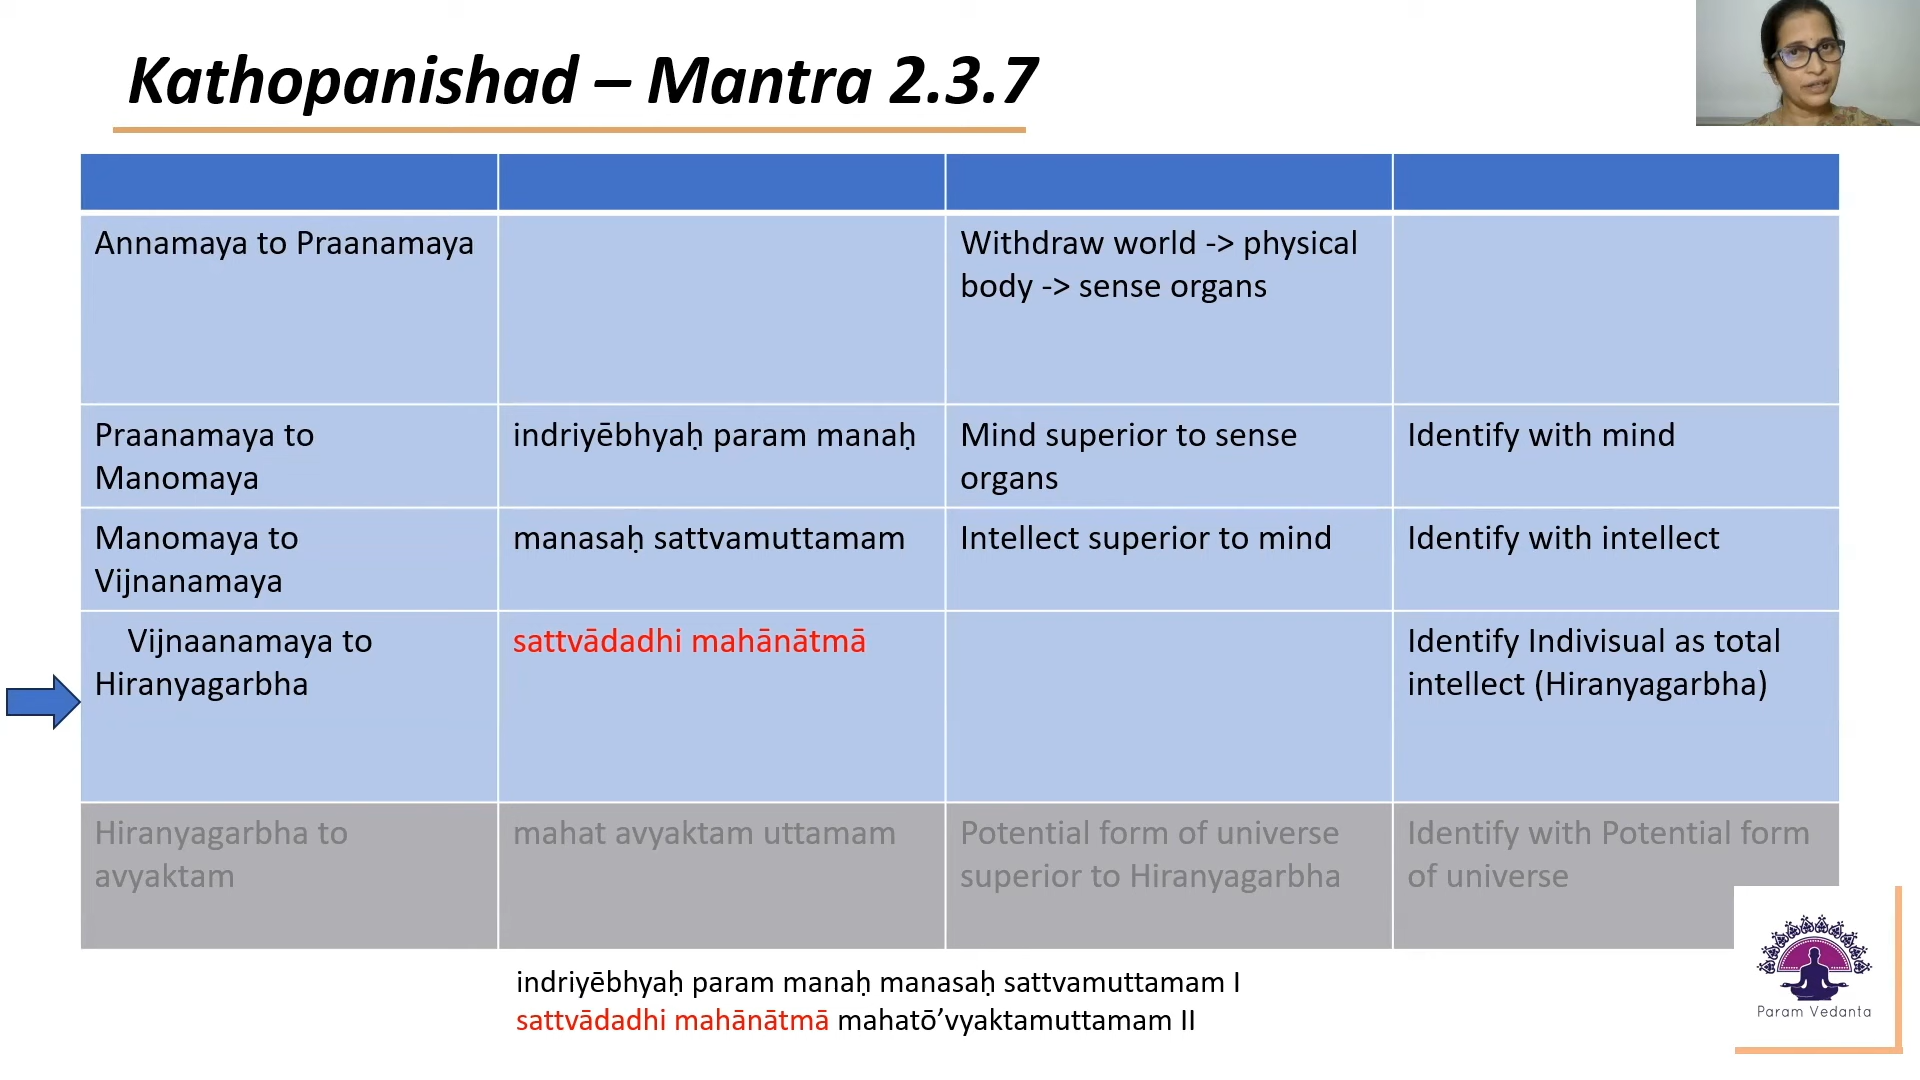 Kathopanishad – Mantra 2.3.7
Annamaya to Praanamaya
Withdraw world -> physical
body -> sense organs
Praanamaya to
Manomaya
indriyēbhyaḥ param manaḥ
Mind superior to sense
organs
Identify with mind
Manomaya to
Vijnanamaya
manasaḥ sattvamuttamam
Intellect superior to mind
Identify with intellect
Vijnaanamaya to
Hiranyagarbha
sattvādadhi mahānātmā
Identify Indivisual as total
intellect (Hiranyagarbha)
Hiranyagarbha to
avyaktam
mahat avyaktam uttamam
Potential form of universe
superior to Hiranyagarbha
Identify with Potential form
of universe
indriyēbhyaḥ param manaḥ manasaḥ sattvamuttamam I
sattvādadhi mahānātmā mahatō’vyaktamuttamam II
Param Vedanta